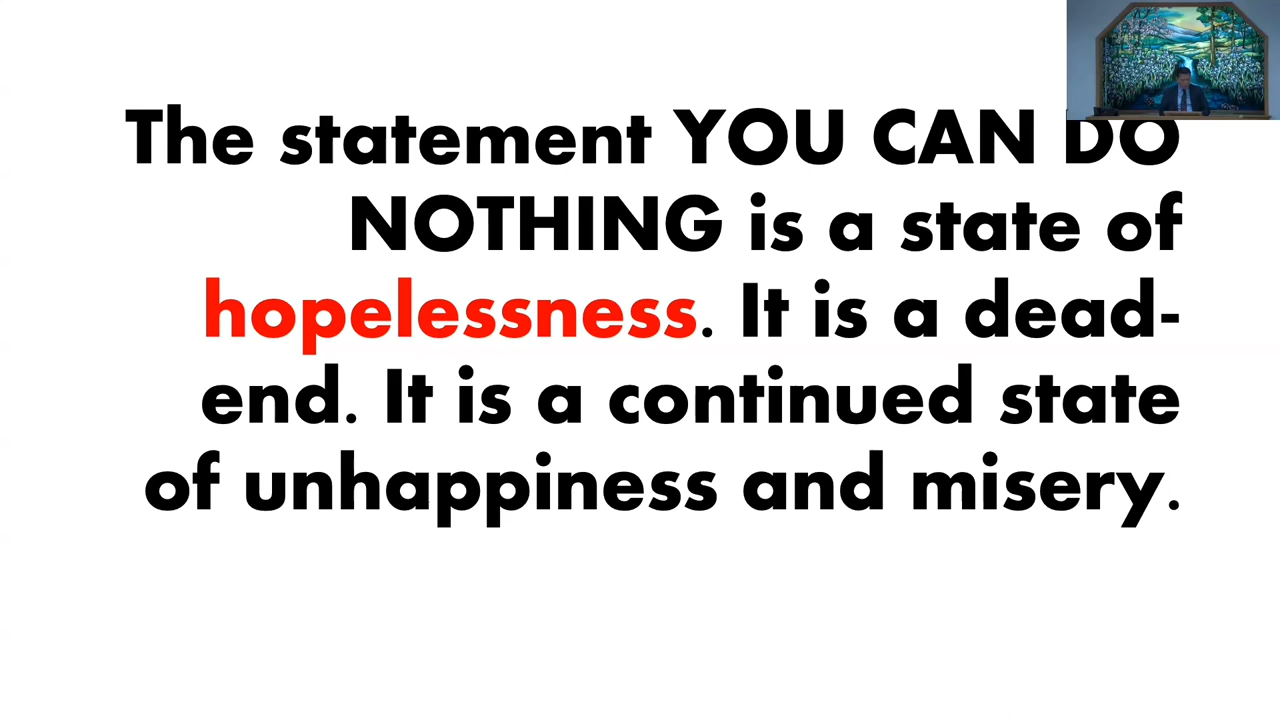 The statement YOU CAN DO
NOTHING is a state of
hopelessness. It is a dead-
end. It is a continued state
of unhappiness and misery.